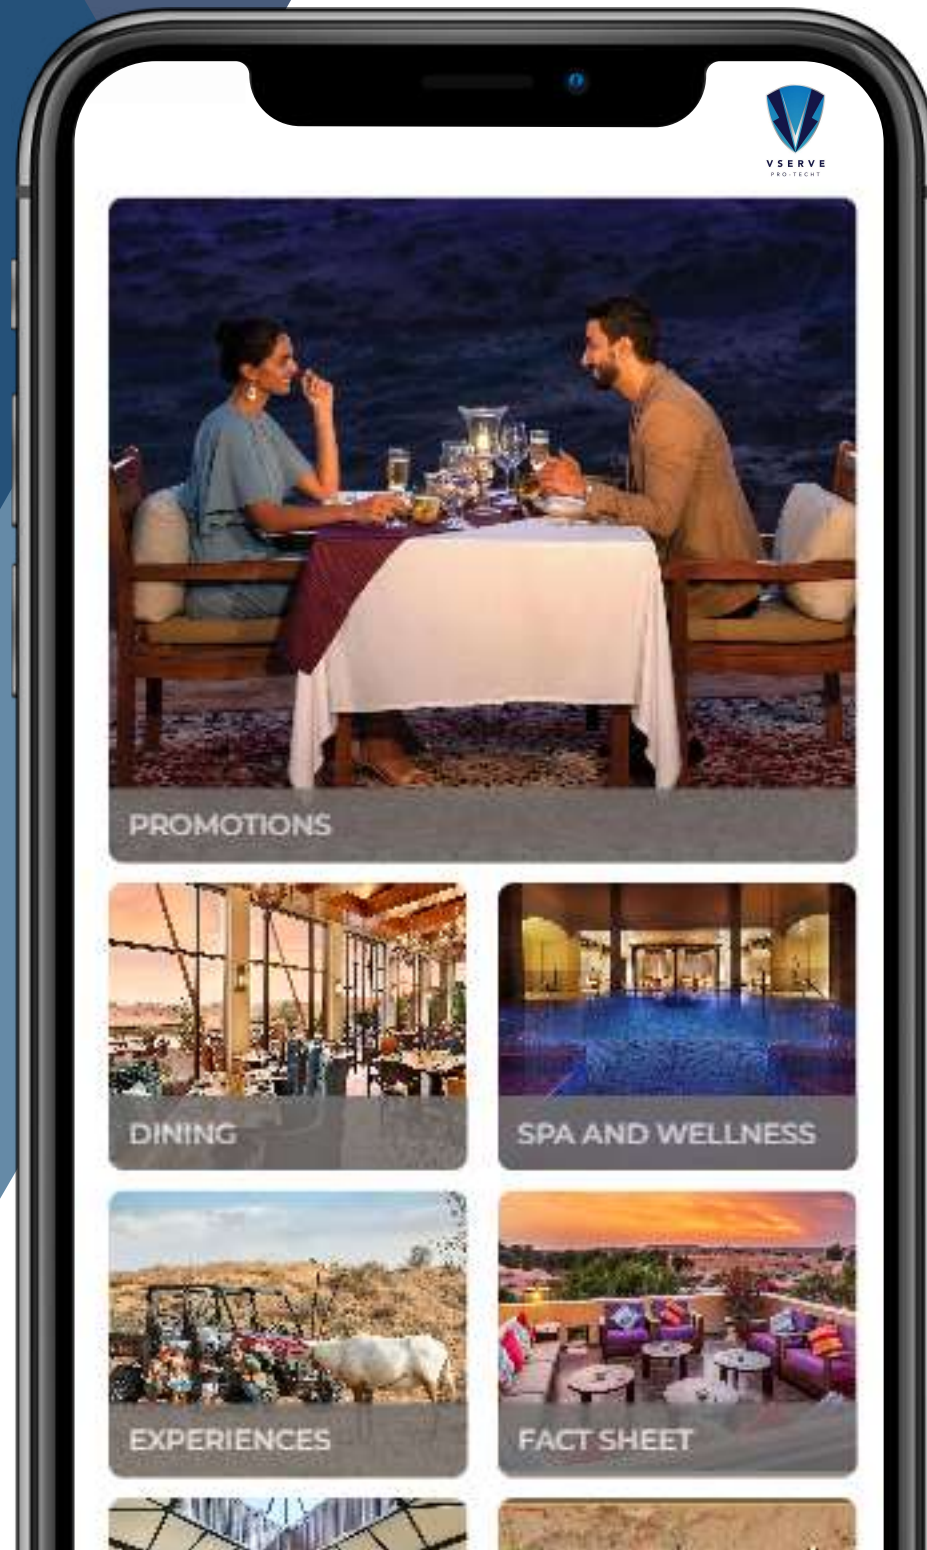 VSERVE
PRO-TECHT
PROMOTIONS
DINING
SPA AND WELLNESS
EXPERIENCES
FACT SHEET